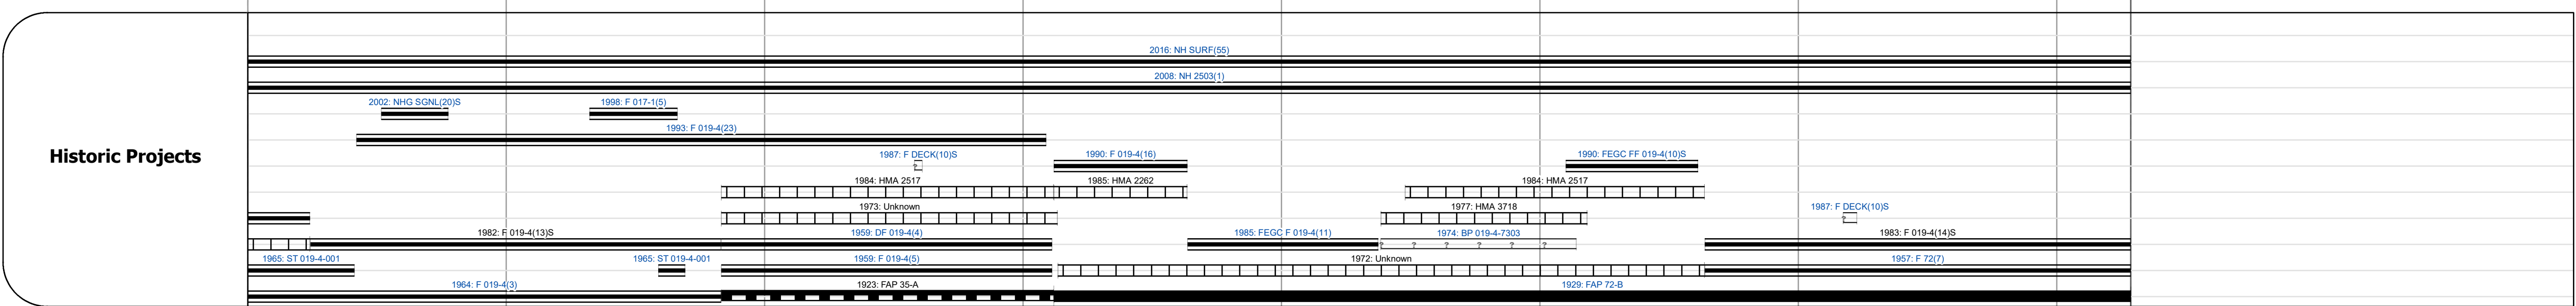 2016: NH SURF(55)
2008: NH 2503(1)
2002: NHG SGNL(20)S
1998: F 017-1(5)
1993: F 019-4(23)
Historic Projects
1987: F DECK(10)S
1990: F 019-4(16)
1990: FEGC FF 019-4(10)S
?
1984: HMA 2517
1985: HMA 2262
1984: HMA 2517
1973: Unknown
1977: HMA 3718
1987: F DECK(10)S
?
1982: F 019-4(13)S
1959: DF 019-4(4)
1985: FEGC F 019-4(11)
1974: BP 019-4-7303
1983: F 019-4(14)S
? ? ? ? ? ?
1965: ST 019-4-001
1965: ST 019-4-001
1959: F 019-4(5)
1972: Unknown
1957: F 72(7)
1964: F 019-4(3)
1923: FAP 35-A
1929: FAP 72-B